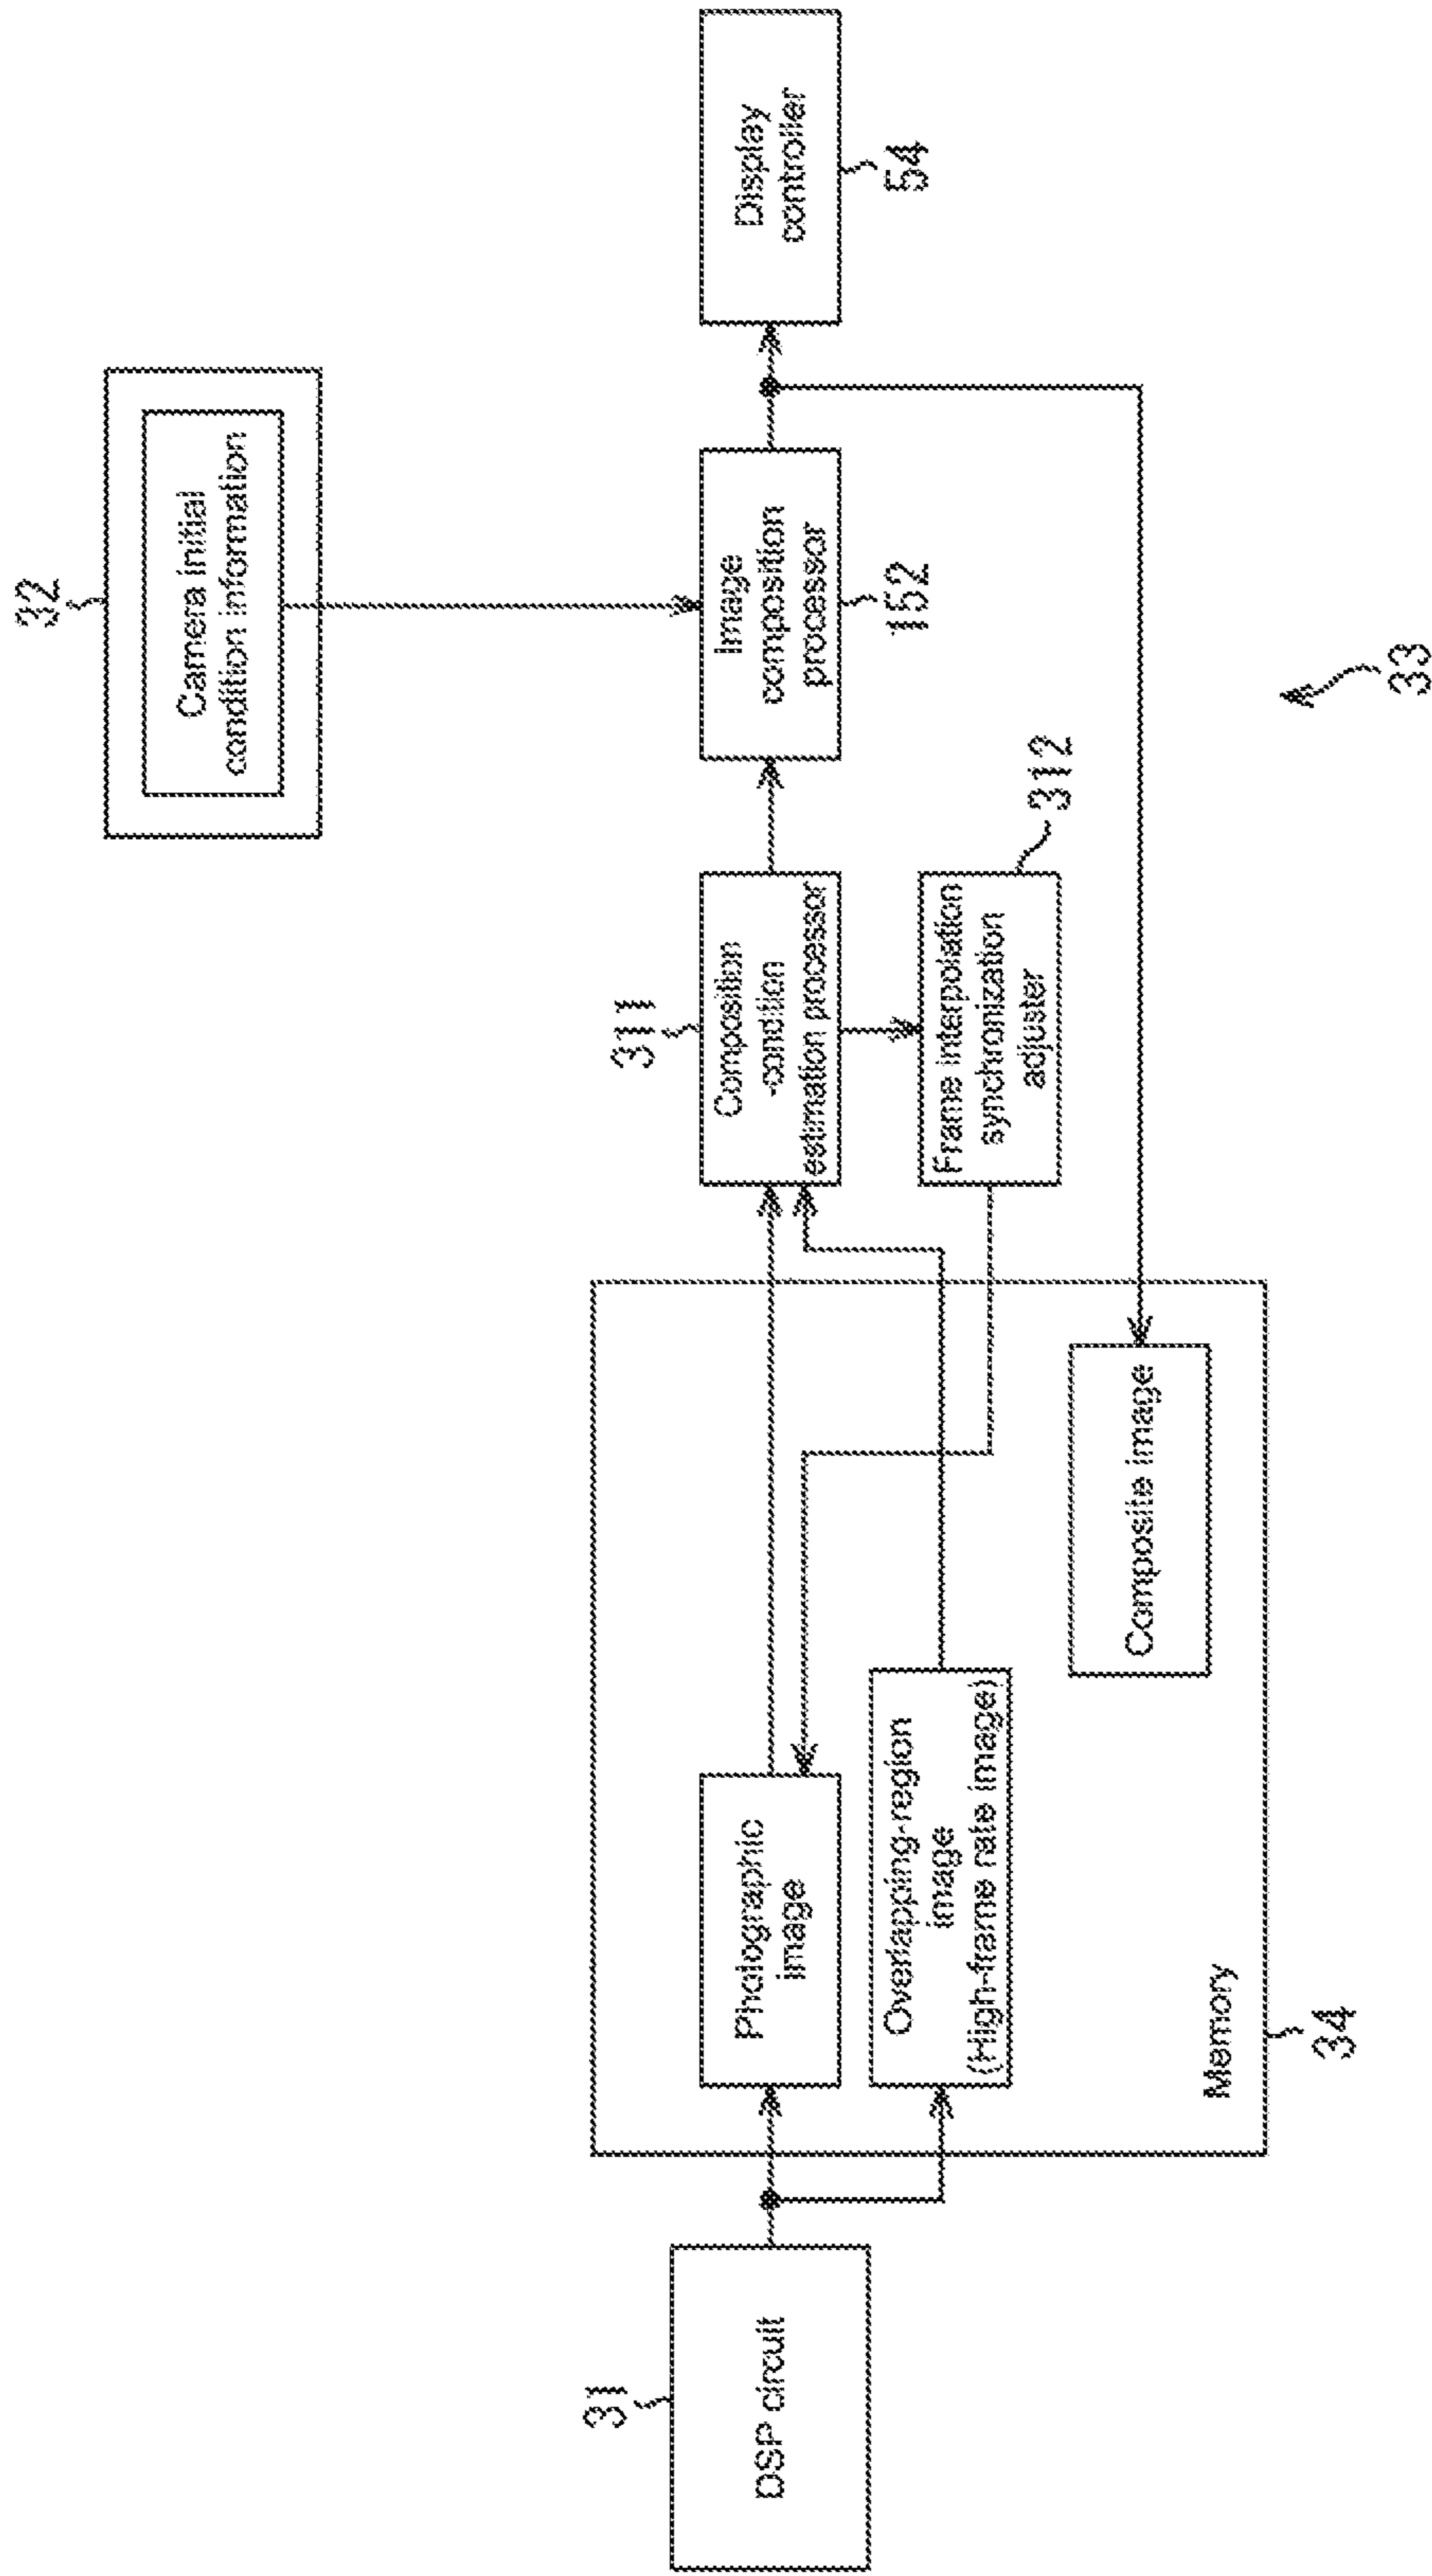 32
Camera initial
condition information
311
Composition
-condition
estimation processor
Image
composition
processor
152
Display
controller
54
31
DSP circuit
Photographic
image
Overlapping-region
image
(High-frame rate image)
Frame interpolation
synchronization
adjuster
312
Composite image
Memory
34
33